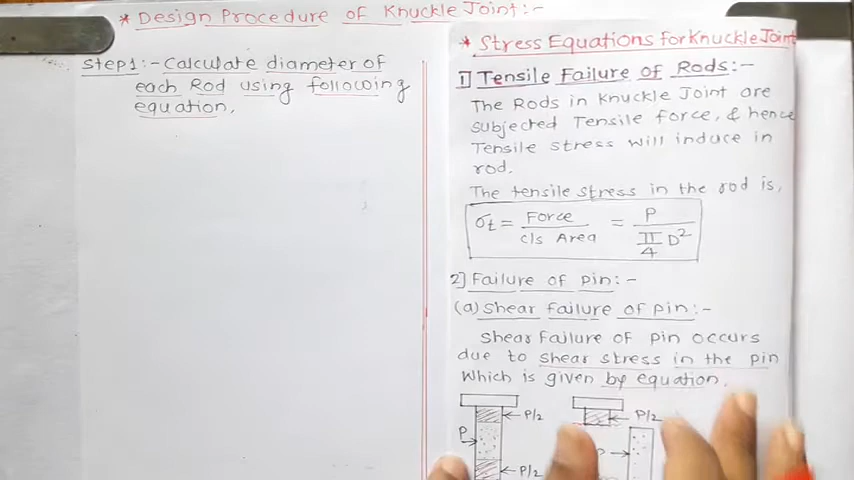 * Design Procedure of Knuckle Joint:-
Step1:- Calculate diameter of
each Rod using following
equation.
* Stress Equations for Knuckle Joint
1] Tensile Failure of Rods:-
The Rods in Knuckle Joint are
subjected Tensile force, & hence
Tensile stress will induce in
rod.
The tensile stress in the rod is,
σt = Force / c/s Area = P / π/4 D²
2] Failure of pin:-
(a) Shear failure of pin:-
Shear failure of pin occurs
due to shear stress in the pin
which is given by equation.
P/2 P/2
P
P/2